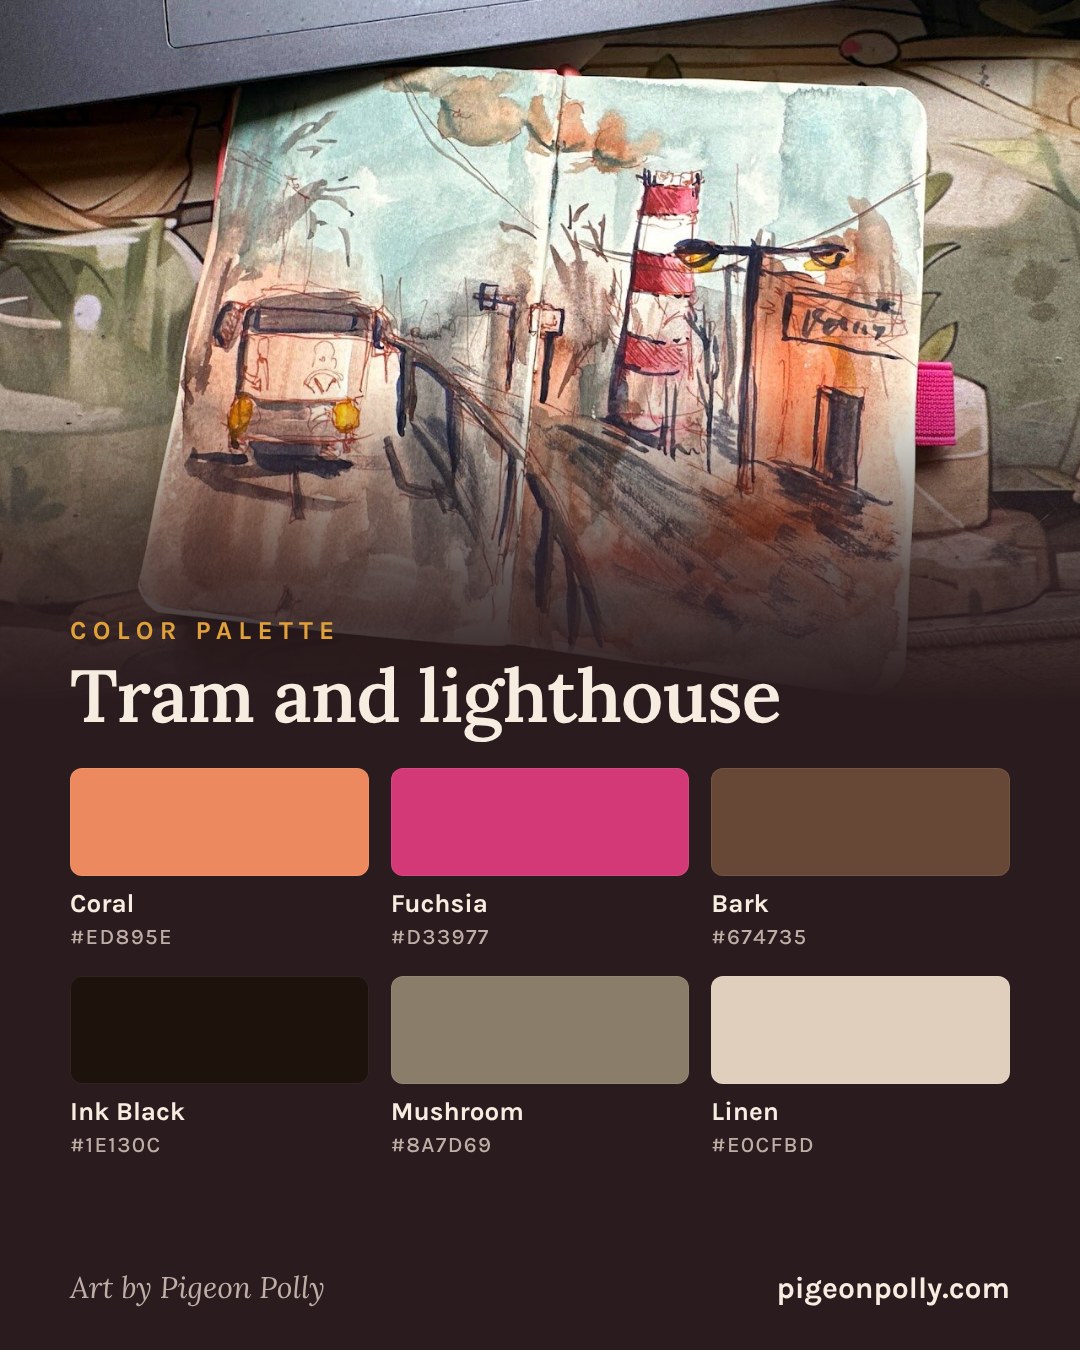 COLOR PALETTE
Tram and lighthouse
Coral
#ED895E
Fuchsia
#D33977
Bark
#674735
Ink Black
#1E130C
Mushroom
#8A7D69
Linen
#E0CFBD
Art by Pigeon Polly
pigeonpolly.com